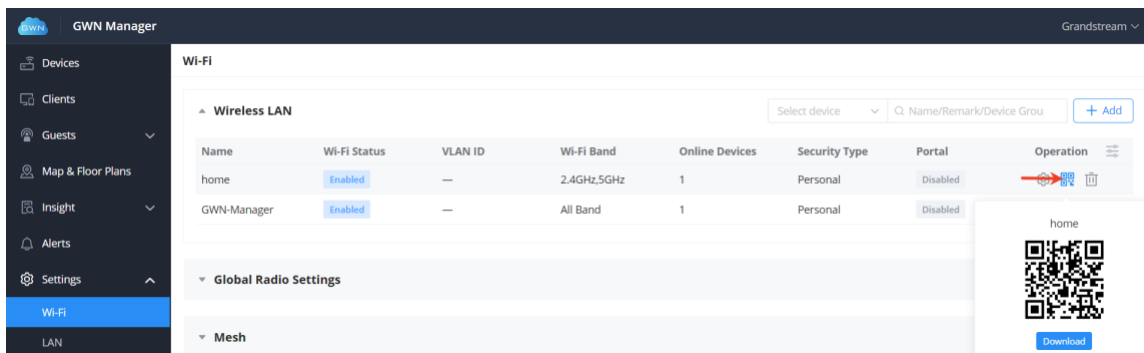 GWN GWN Manager Grandstream
Devices
Clients
Guests
Map & Floor Plans
Insight
Alerts
Settings
Wi-Fi
LAN
Wi-Fi
Wireless LAN Select device Name/Remark/Device Grou + Add
Name Wi-Fi Status VLAN ID Wi-Fi Band Online Devices Security Type Portal Operation
home Enabled — 2.4GHz,5GHz 1 Personal Disabled
GWN-Manager Enabled — All Band 1 Personal Disabled
home
Download
Global Radio Settings
Mesh